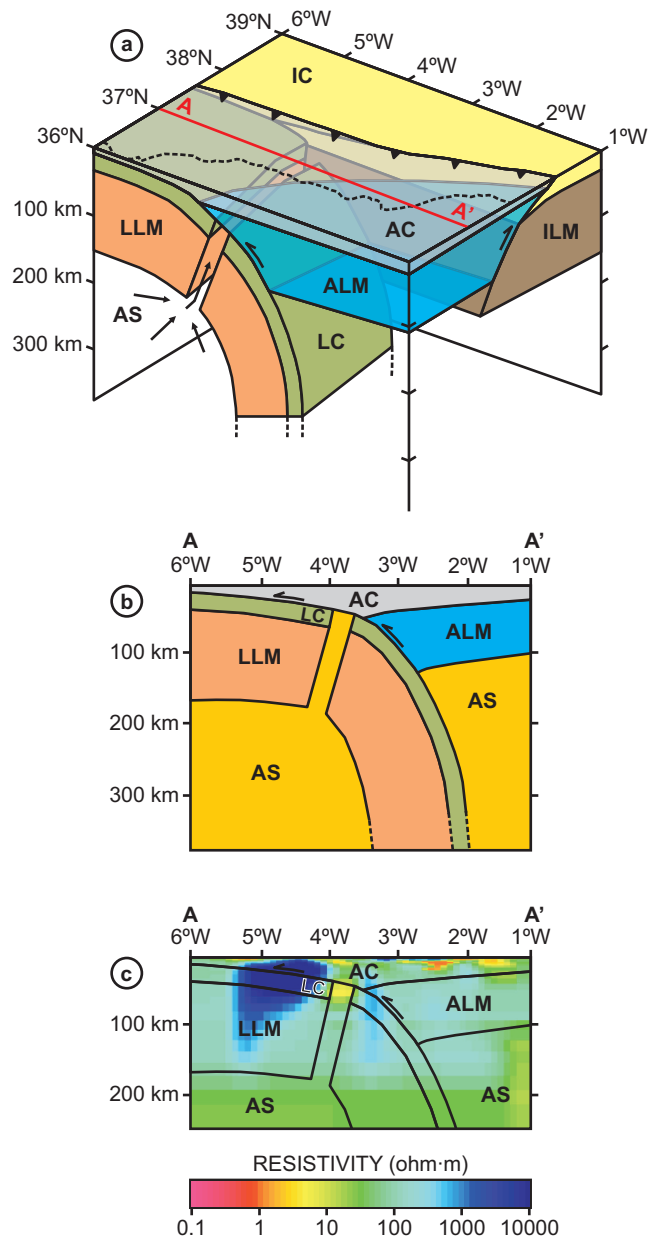 a
39ºN
38ºN
37ºN
36ºN
6ºW
5ºW
4ºW
3ºW
2ºW
1ºW
IC
A
A'
AC
ILM
LLM
ALM
LC
AS
100 km
200 km
300 km
b
A A'
6ºW 5ºW 4ºW 3ºW 2ºW 1ºW
AC
LC
ALM
LLM
AS
AS
100 km
200 km
300 km
c
A A'
6ºW 5ºW 4ºW 3ºW 2ºW 1ºW
AC
LC
ALM
LLM
AS
AS
100 km
200 km
RESISTIVITY (ohm·m)
0.1 1 10 100 1000 10000